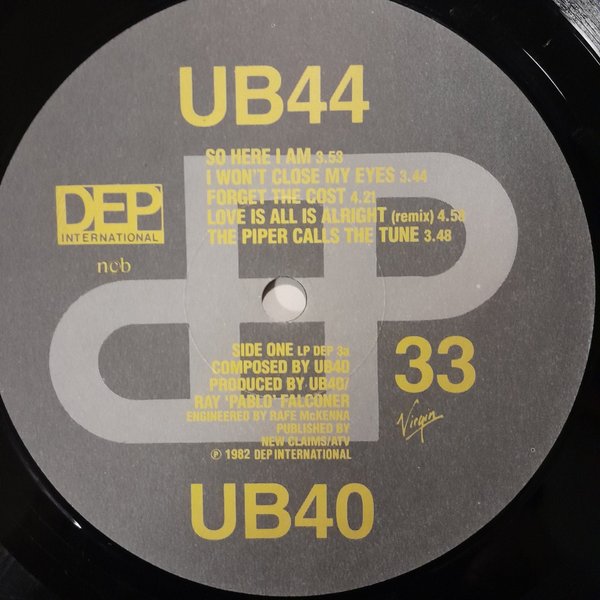 UB44
SO HERE I AM 3.53
I WON'T CLOSE MY EYES 3.44
FORGET THE COST 4.21
LOVE IS ALL IS ALRIGHT (remix) 4.58
THE PIPER CALLS THE TUNE 3.48
DEP
INTERNATIONAL
ncb
DEP
SIDE ONE LP DEP 3a
COMPOSED BY UB40
PRODUCED BY UB40/
RAY 'PABLO' FALCONER
ENGINEERED BY RAFE McKENNA
PUBLISHED BY
NEW CLAIMS/ATV
℗ 1982 DEP INTERNATIONAL
33
Virgin
UB40